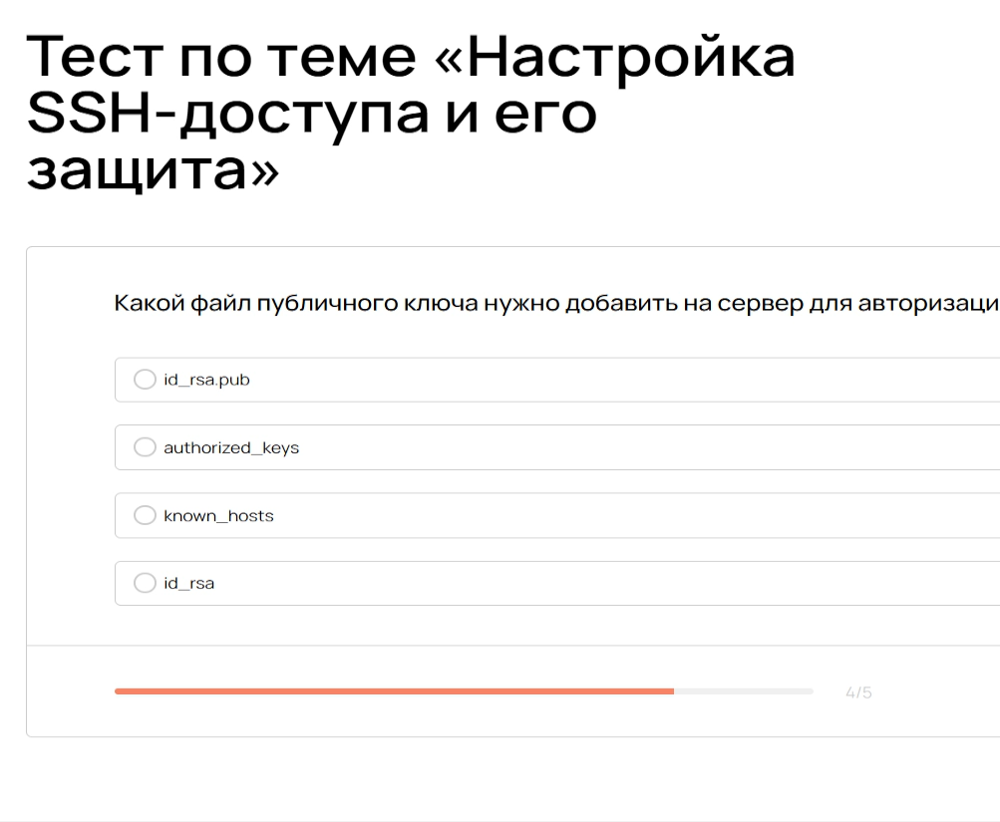 Тест по теме «Настройка
SSH-доступа и его
защита»
Какой файл публичного ключа нужно добавить на сервер для авторизаци
id_rsa.pub
authorized_keys
known_hosts
id_rsa
4/5